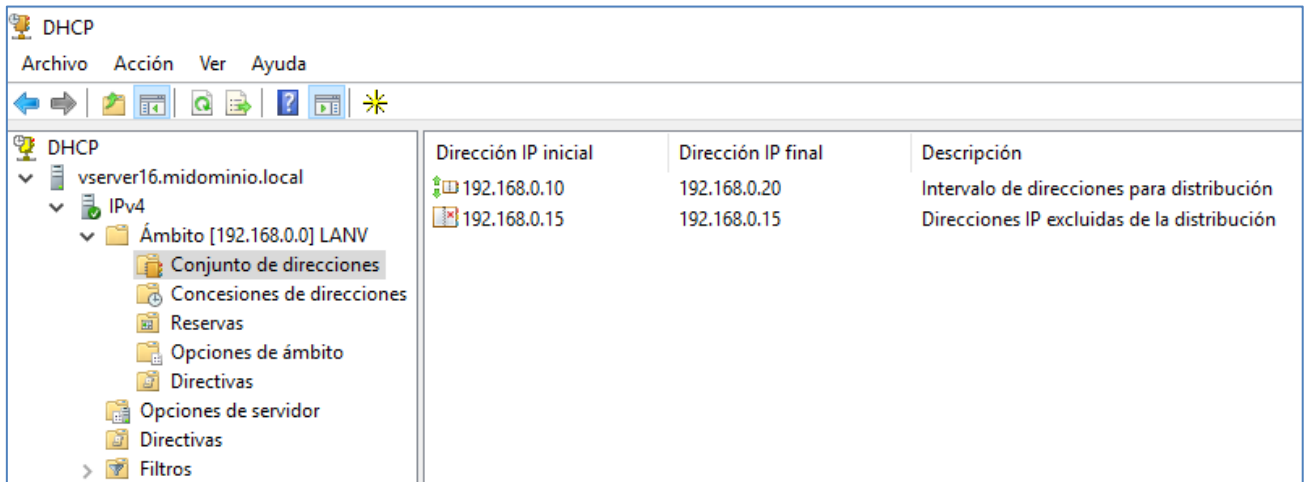 DHCP
Archivo Acción Ver Ayuda
DHCP
vserver16.midominio.local
IPv4
Ámbito [192.168.0.0] LANV
Conjunto de direcciones
Concesiones de direcciones
Reservas
Opciones de ámbito
Directivas
Opciones de servidor
Directivas
Filtros
Dirección IP inicial Dirección IP final Descripción
192.168.0.10 192.168.0.20 Intervalo de direcciones para distribución
192.168.0.15 192.168.0.15 Direcciones IP excluidas de la distribución